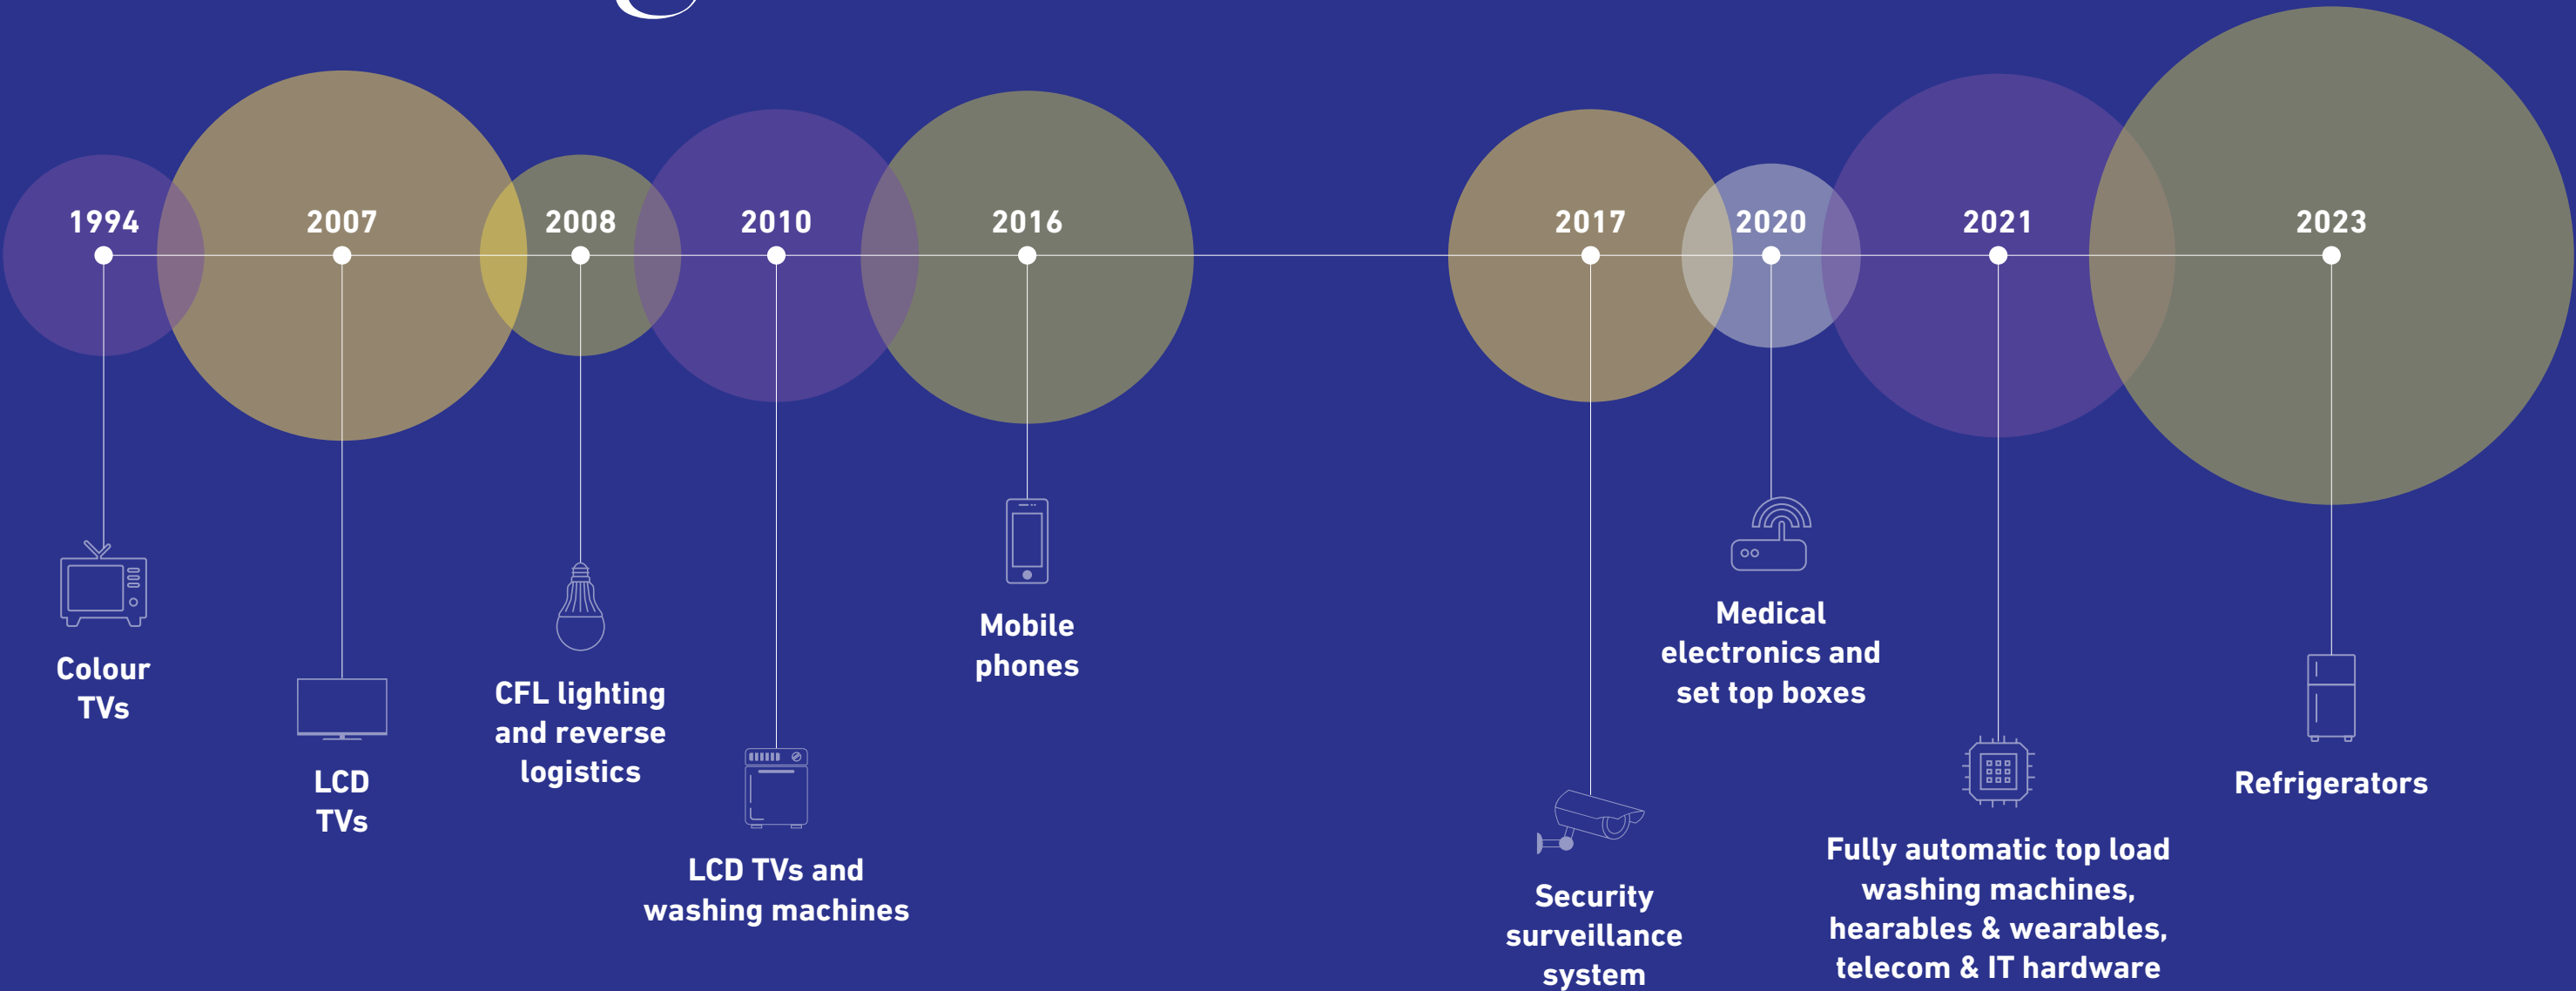 1994
2007
2008
2010
2016
2017
2020
2021
2023
Colour
TVs
LCD
TVs
CFL lighting
and reverse
logistics
LCD TVs and
washing machines
Mobile
phones
Security
surveillance
system
Medical
electronics and
set top boxes
Fully automatic top load
washing machines,
hearables & wearables,
telecom & IT hardware
Refrigerators